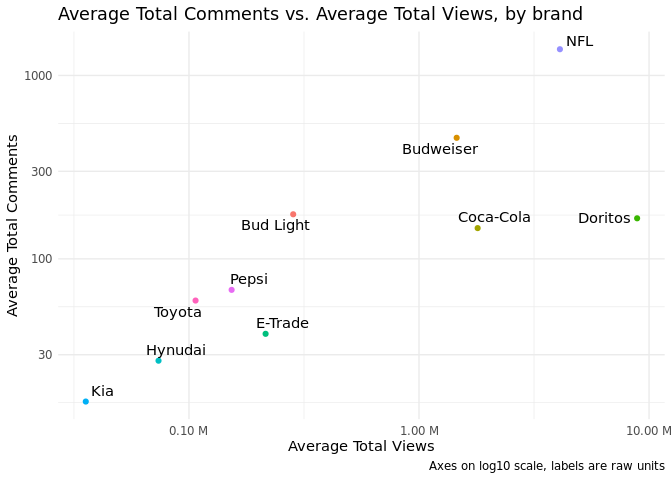 Average Total Comments vs. Average Total Views, by brand
NFL
1000
Budweiser
300
Coca-Cola
Doritos
Bud Light
100
Pepsi
Toyota
E-Trade
Hynudai
30
Kia
Average Total Comments
0.10 M
1.00 M
10.00 M
Average Total Views
Axes on log10 scale, labels are raw units